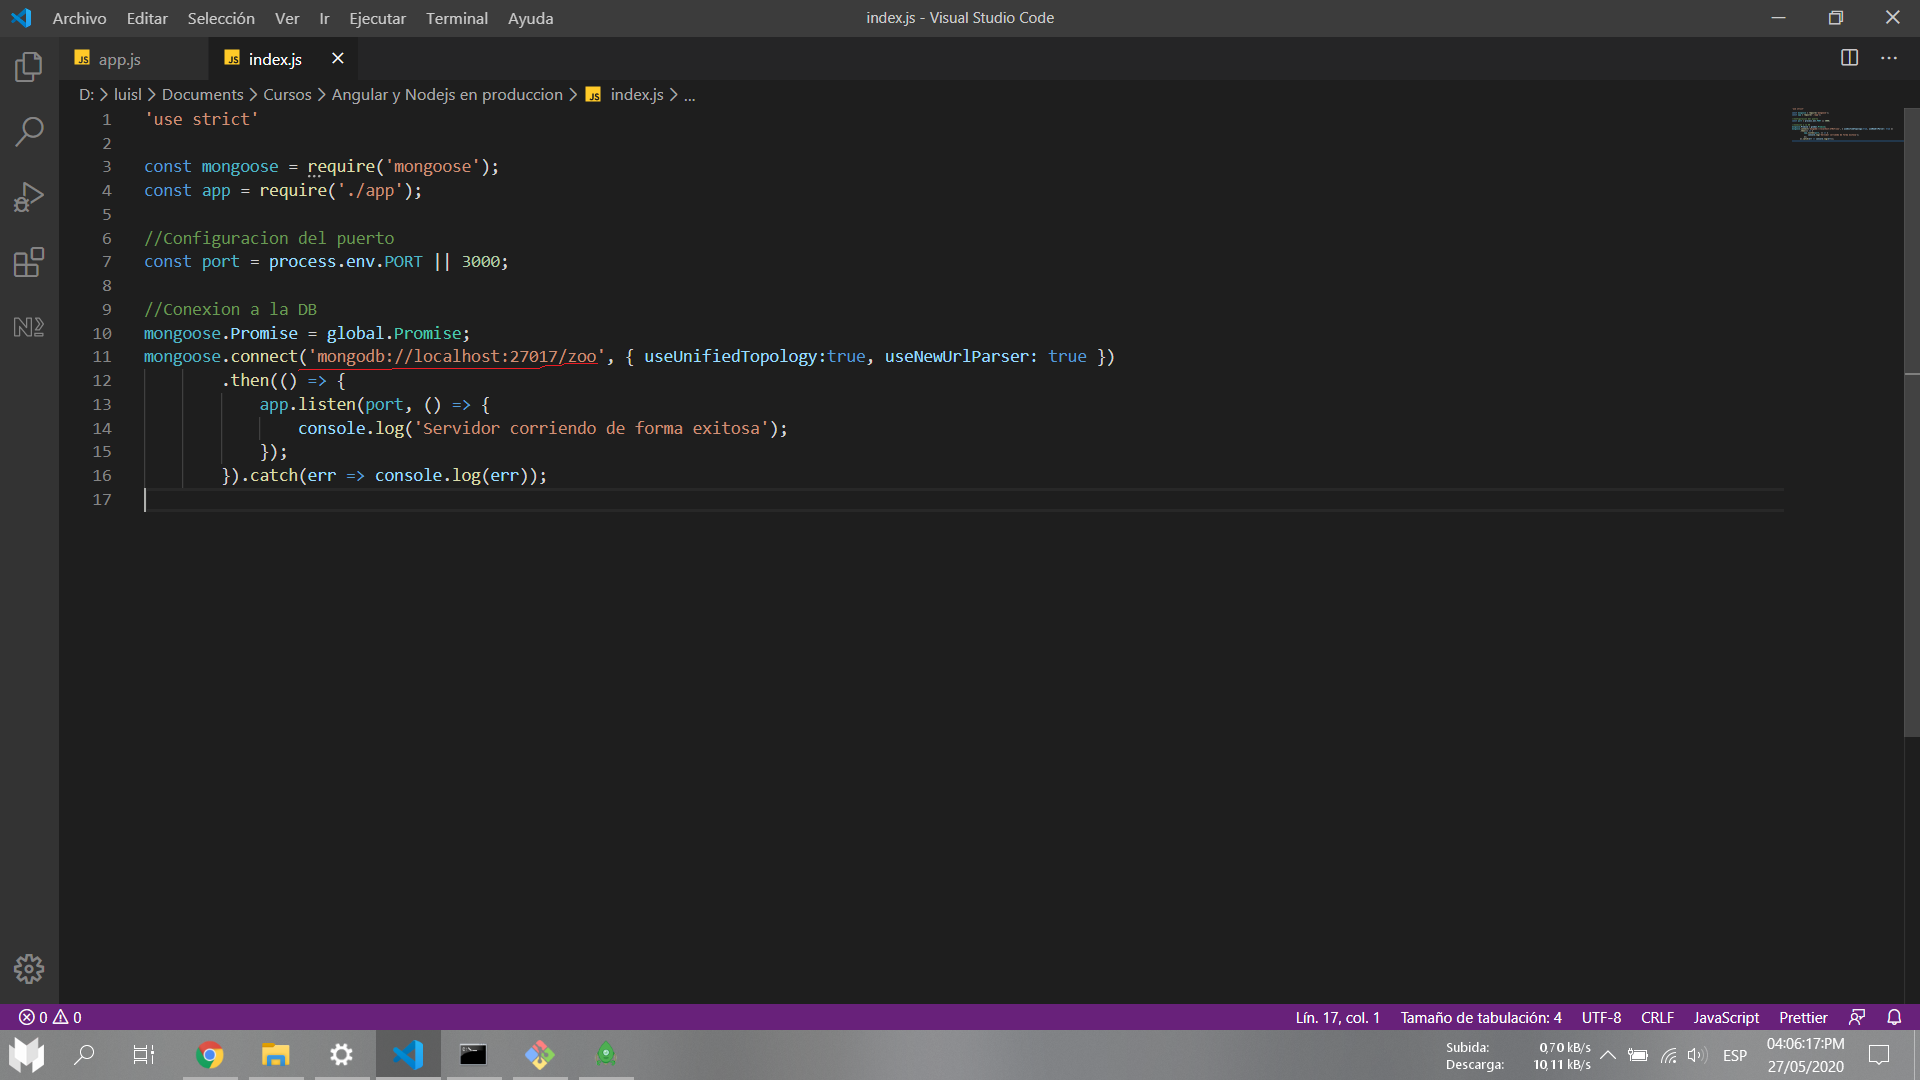 Archivo Editar Selección Ver Ir Ejecutar Terminal Ayuda
index.js - Visual Studio Code
JS app.js
JS index.js
D: > luisl > Documents > Cursos > Angular y Nodejs en produccion > JS index.js > ...
1 'use strict'
2
3 const mongoose = require('mongoose');
4 const app = require('./app');
5
6 //Configuracion del puerto
7 const port = process.env.PORT || 3000;
8
9 //Conexion a la DB
10 mongoose.Promise = global.Promise;
11 mongoose.connect('mongodb://localhost:27017/zoo', { useUnifiedTopology:true, useNewUrlParser: true })
12 .then(() => {
13 app.listen(port, () => {
14 console.log('Servidor corriendo de forma exitosa');
15 });
16 }).catch(err => console.log(err));
17
0 0
Lín. 17, col. 1 Tamaño de tabulación: 4 UTF-8 CRLF JavaScript Prettier
Subida: 0,70 kB/s
Descarga: 10,11 kB/s
ESP
04:06:17:PM
27/05/2020